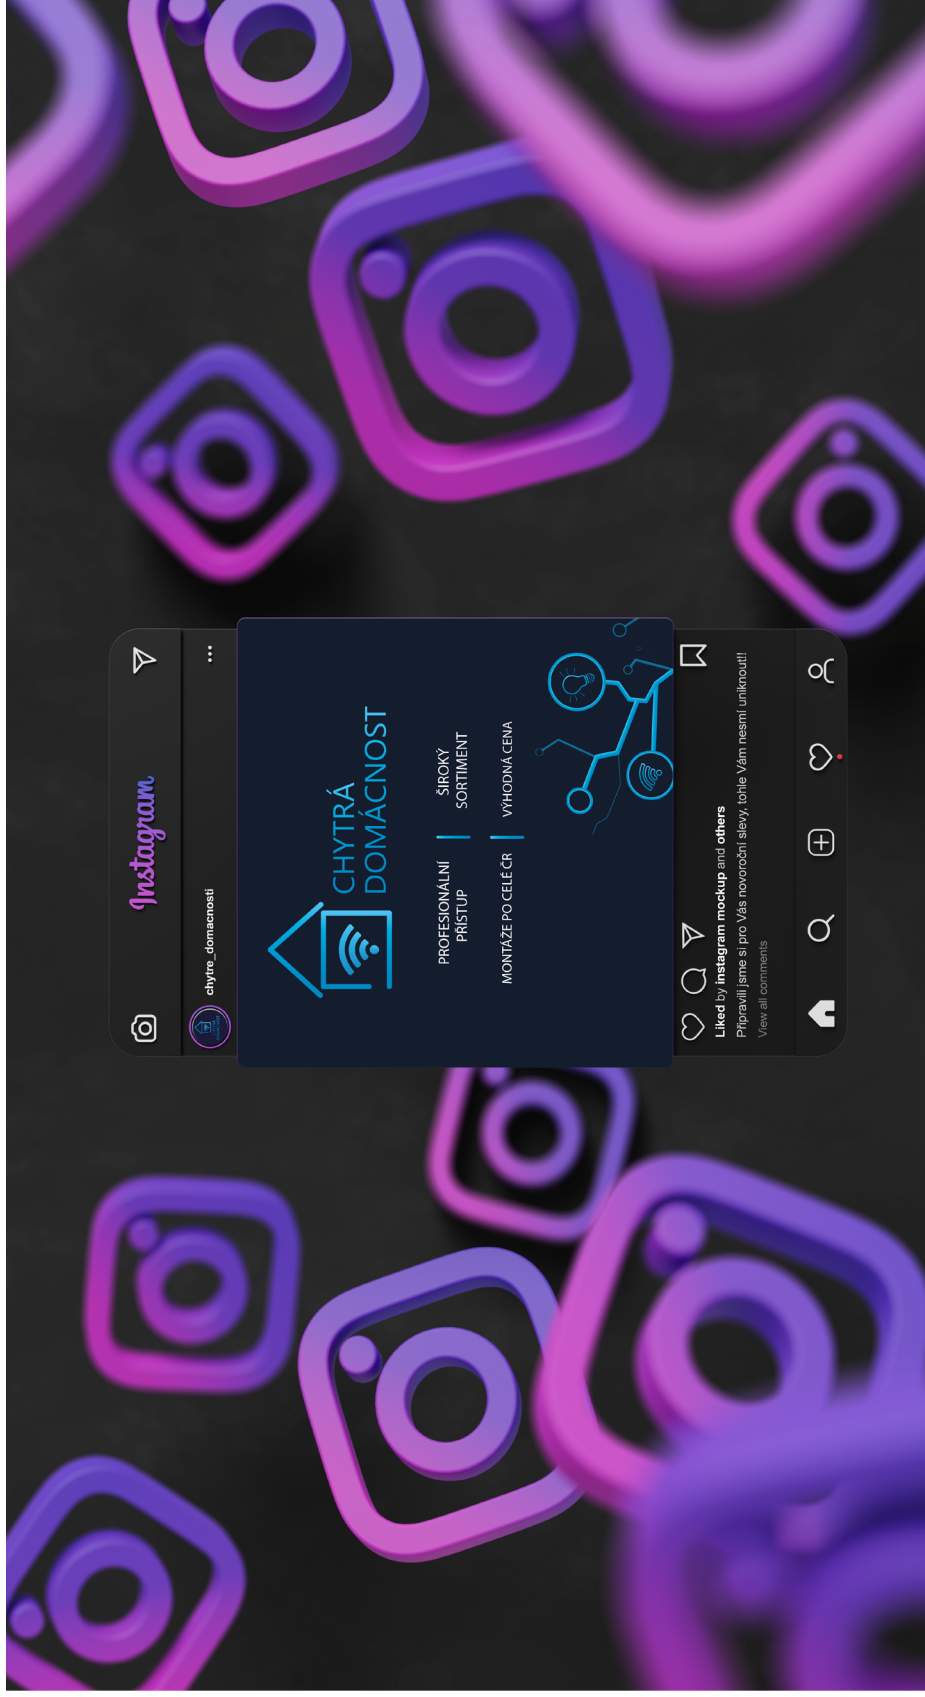 Instagram
chytre_domacnosti
CHYTRÁ
DOMÁCNOST
PROFESIONÁLNÍ
PŘÍSTUP
ŠIROKÝ
SORTIMENT
MONTÁŽE PO CELÉ ČR
VÝHODNÁ CENA
Liked by instagram mockup and others
Připravili jsme si pro Vás novoroční slevy, tohle Vám nesmí uniknout!!
View all comments